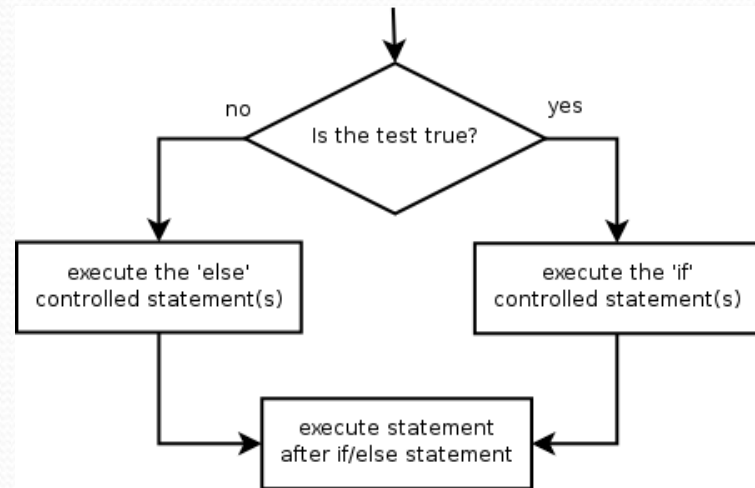 no
yes
Is the test true?
execute the 'else'
controlled statement(s)
execute the 'if'
controlled statement(s)
execute statement
after if/else statement